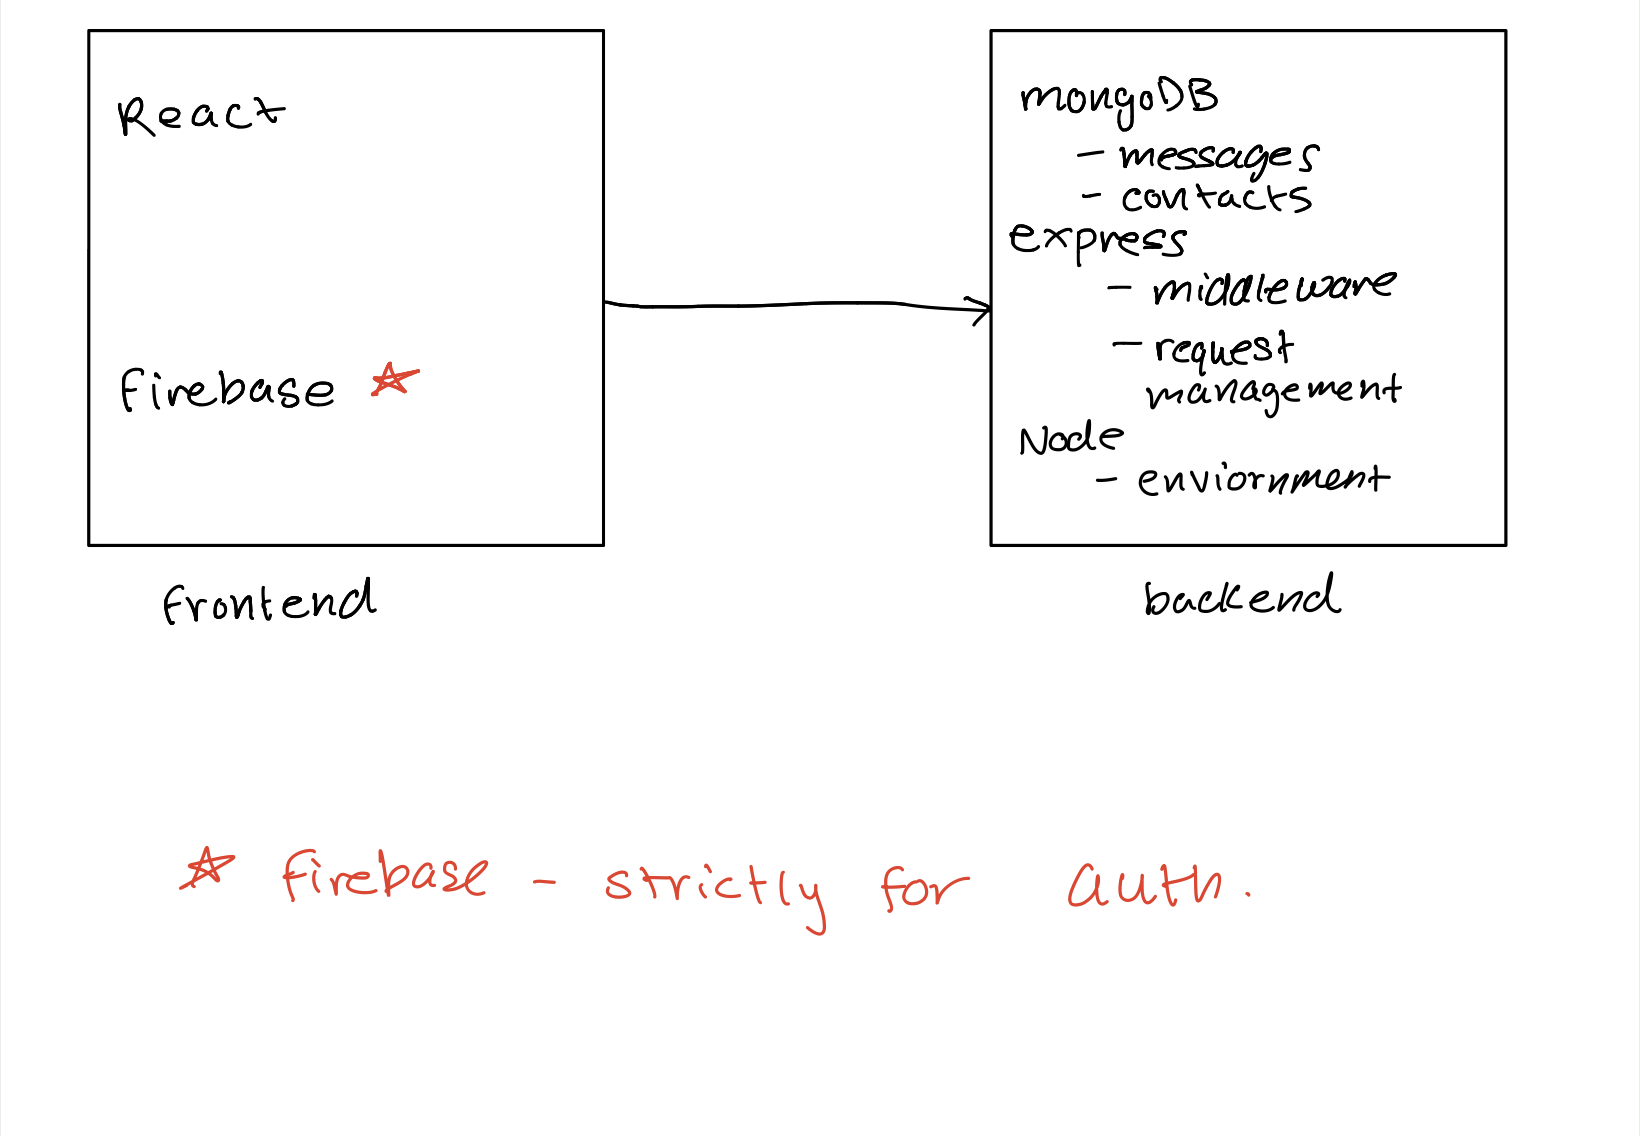 React
firebase ☆
frontend
mongoDB
- messages
- contacts
express
- middleware
- request
management
Node
- enviornment
backend
☆ firebase - strictly for auth.